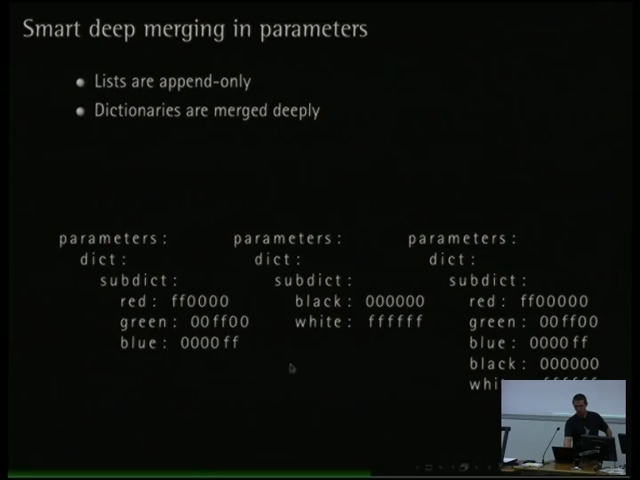 Smart deep merging in parameters
Lists are append-only
Dictionaries are merged deeply
parameters:
dict:
subdict:
red: ff0000
green: 00ff00
blue: 0000ff
parameters:
dict:
subdict:
black: 000000
white: ffffff
parameters:
dict:
subdict:
red: ff00000
green: 00ff00
blue: 0000ff
black: 000000